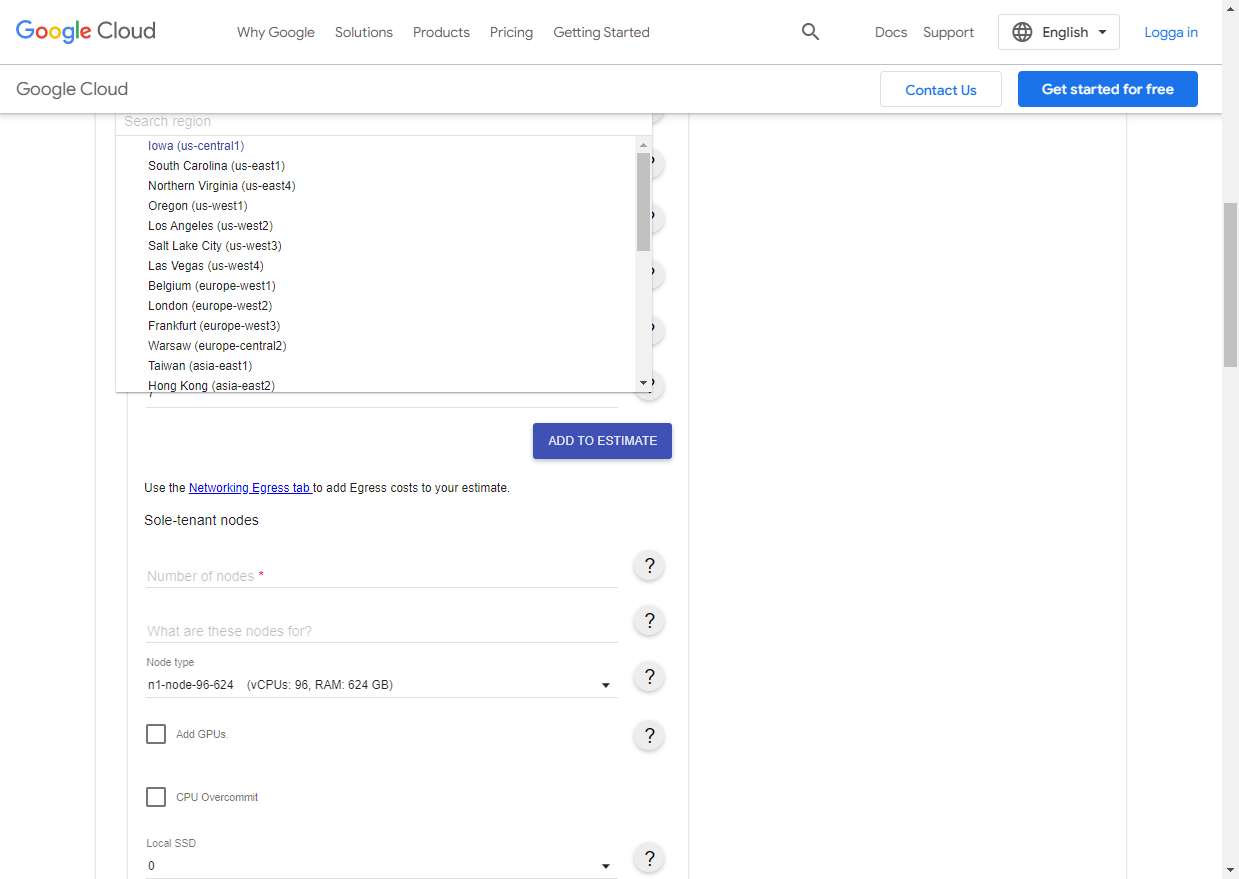 Google Cloud
Why Google
Solutions
Products
Pricing
Getting Started
Docs
Support
English
Logga in
Google Cloud
Contact Us
Get started for free
Search region
Iowa (us-central1)
South Carolina (us-east1)
Northern Virginia (us-east4)
Oregon (us-west1)
Los Angeles (us-west2)
Salt Lake City (us-west3)
Las Vegas (us-west4)
Belgium (europe-west1)
London (europe-west2)
Frankfurt (europe-west3)
Warsaw (europe-central2)
Taiwan (asia-east1)
Hong Kong (asia-east2)
ADD TO ESTIMATE
Use the Networking Egress tab to add Egress costs to your estimate.
Sole-tenant nodes
Number of nodes *
?
What are these nodes for?
?
Node type
n1-node-96-624 (vCPUs: 96, RAM: 624 GB)
?
Add GPUs.
?
CPU Overcommit
Local SSD
0
?